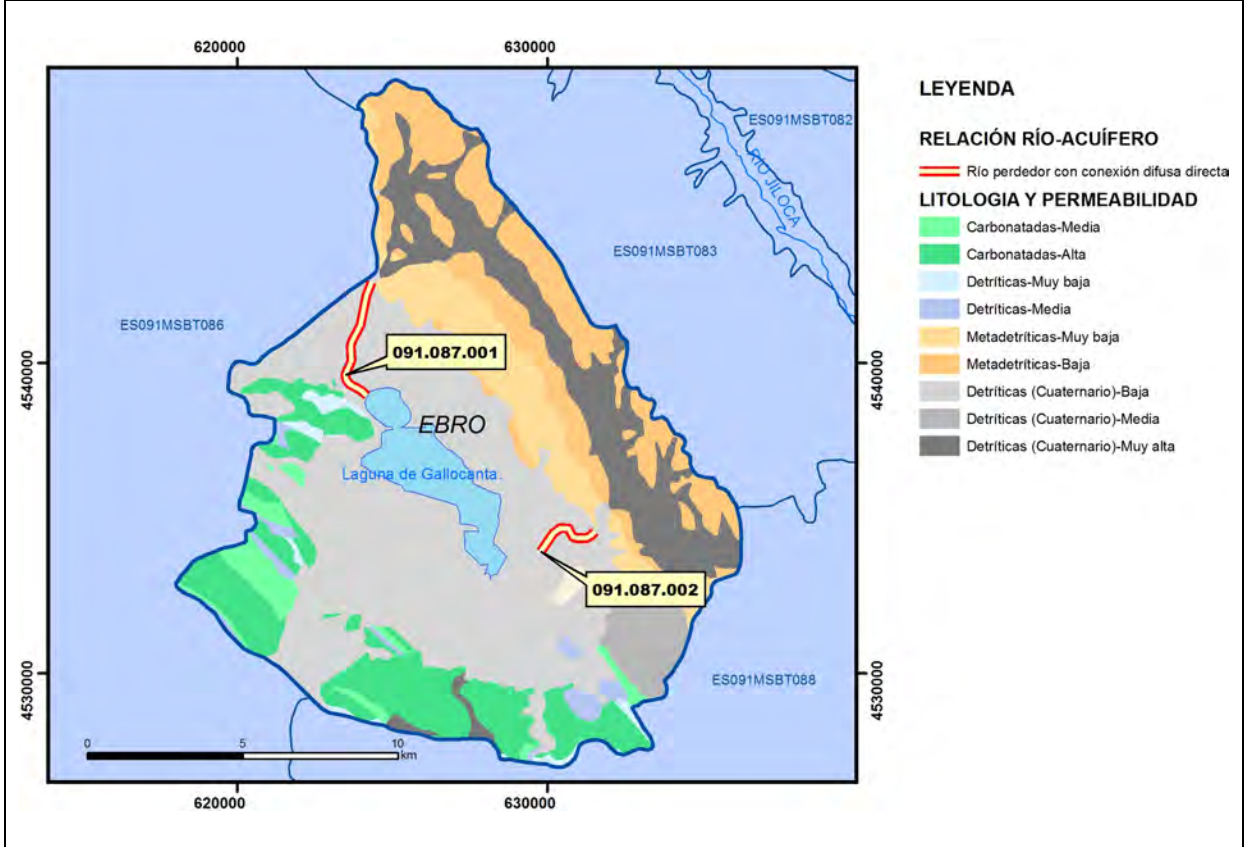 620000
630000
LEYENDA
ES091MSBT082
RELACIÓN RÍO-ACUÍFERO
RÍO JILOCA
Río perdedor con conexión difusa directa
LITOLOGIA Y PERMEABILIDAD
Carbonatadas-Media
Carbonatadas-Alta
Detríticas-Muy baja
Detríticas-Media
Metadetríticas-Muy baja
Metadetríticas-Baja
Detríticas (Cuaternario)-Baja
Detríticas (Cuaternario)-Media
Detríticas (Cuaternario)-Muy alta
ES091MSBT083
ES091MSBT086
091.087.001
4540000
4540000
EBRO
Laguna de Gallocanta.
091.087.002
ES091MSBT088
4530000
4530000
0
5
10
km
620000
630000